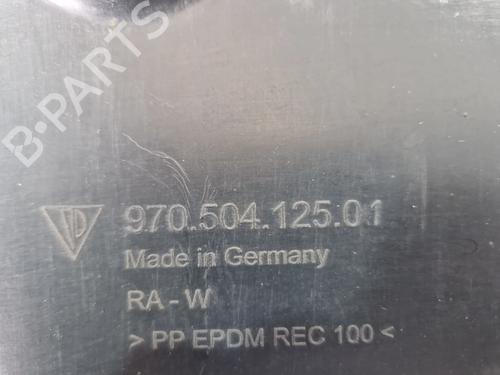 B-PARTS
970.504.125.01
Made in Germany
RA - W
> PP EPDM REC 100 <